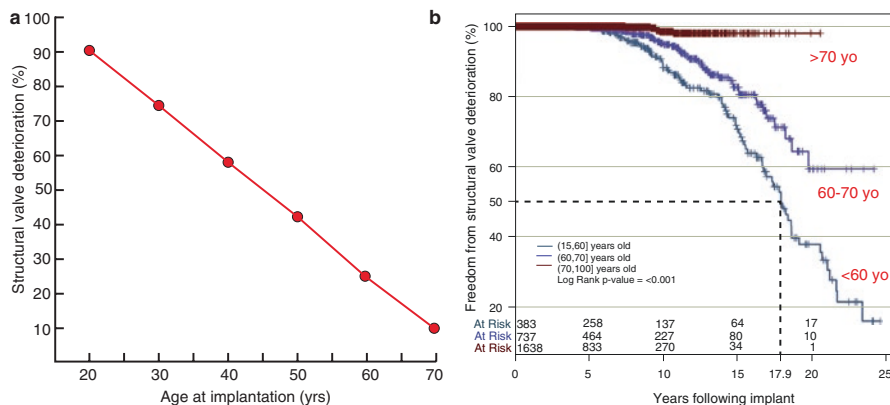 a
Structural valve deterioration (%)
100
90
80
70
60
50
40
30
20
10
20 30 40 50 60 70
Age at implantation (yrs)
b
Freedom from structural valve deterioration (%)
100
80
60
50
40
20
>70 yo
60-70 yo
<60 yo
(15,60] years old
(60,70] years old
(70,100] years old
Log Rank p-value = <0.001
At Risk 383 258 137 64 17
At Risk 737 464 227 80 10
At Risk 1638 833 270 34 1
0 5 10 15 17.9 20 25
Years following implant